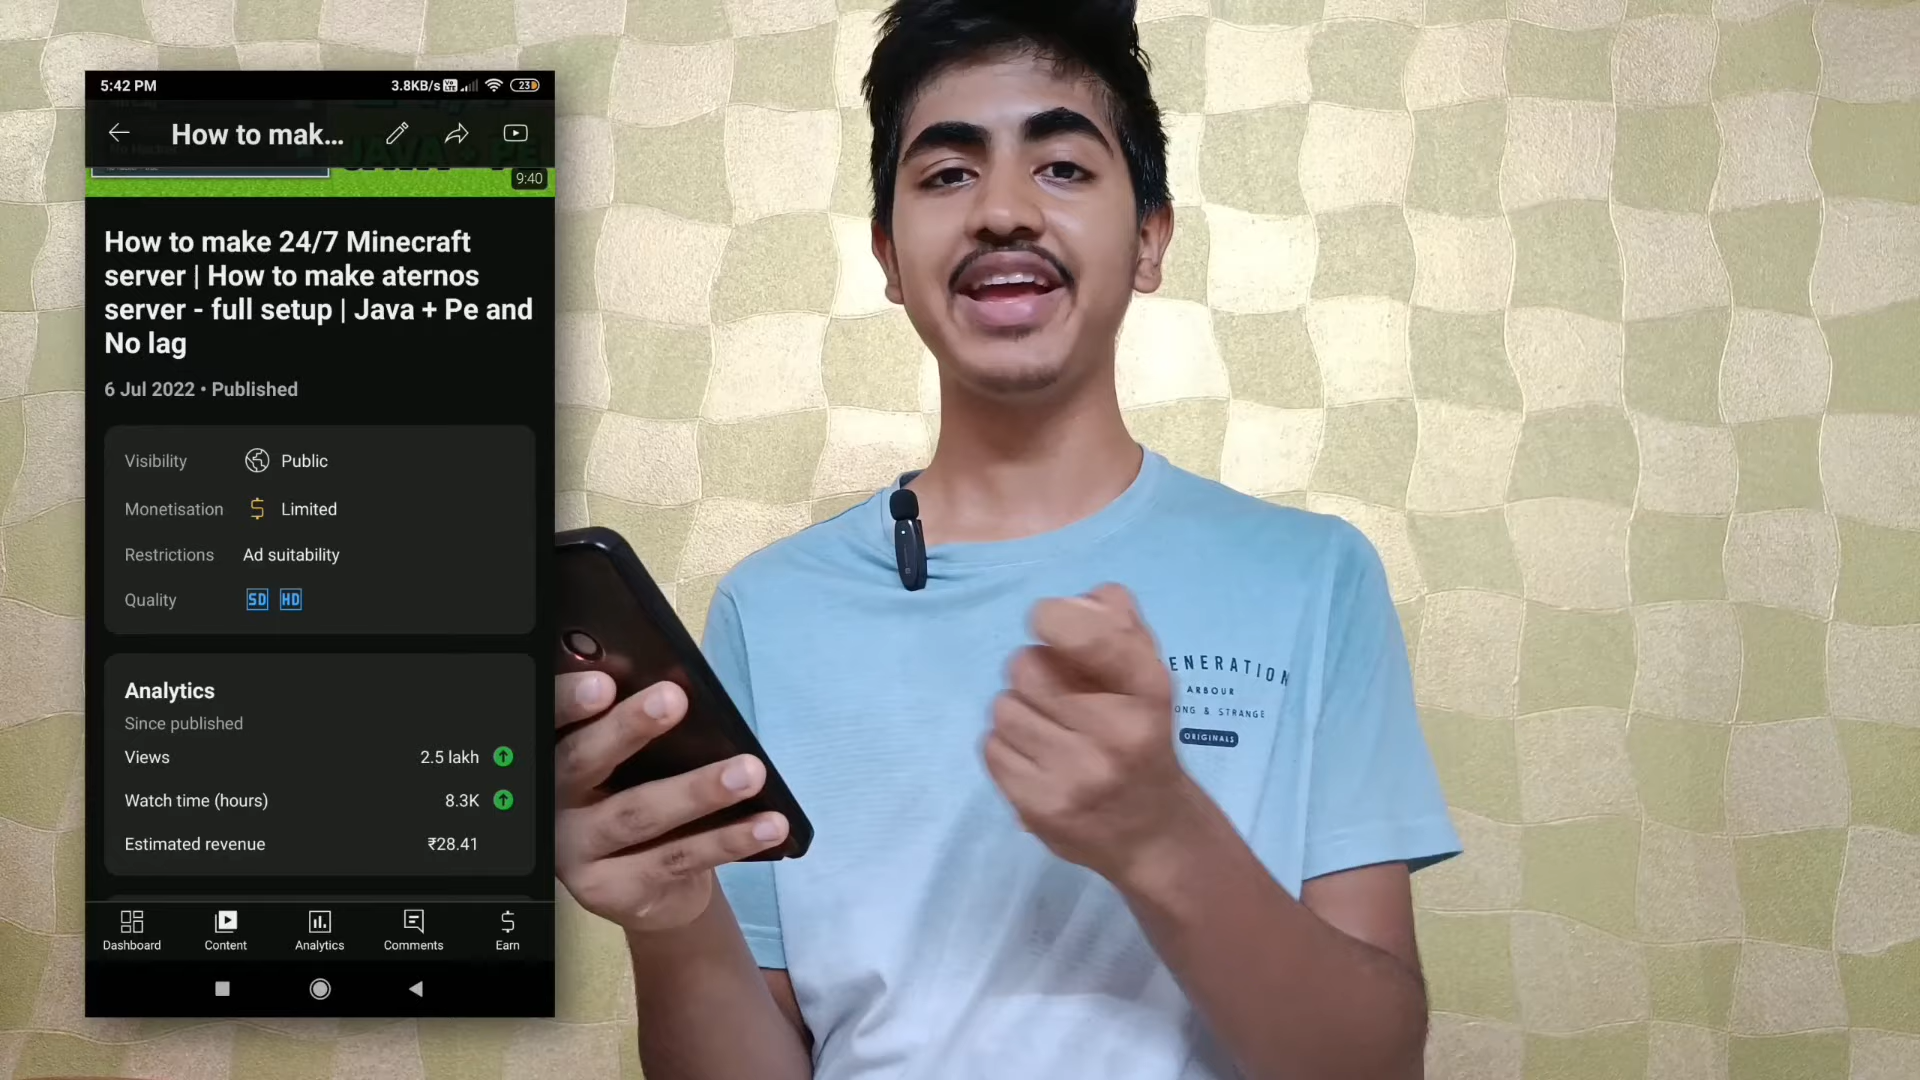 5:42 PM
3.8KB/s
23
How to mak...
JAVA + PE
9:40
How to make 24/7 Minecraft
server | How to make aternos
server - full setup | Java + Pe and
No lag
6 Jul 2022 • Published
Visibility Public
Monetisation Limited
Restrictions Ad suitability
Quality SD HD
Analytics
Since published
Views 2.5 lakh
Watch time (hours) 8.3K
Estimated revenue ₹28.41
Dashboard Content Analytics Comments Earn
ENERATION
ARBOUR
ONG & STRANGE
ORIGINALS